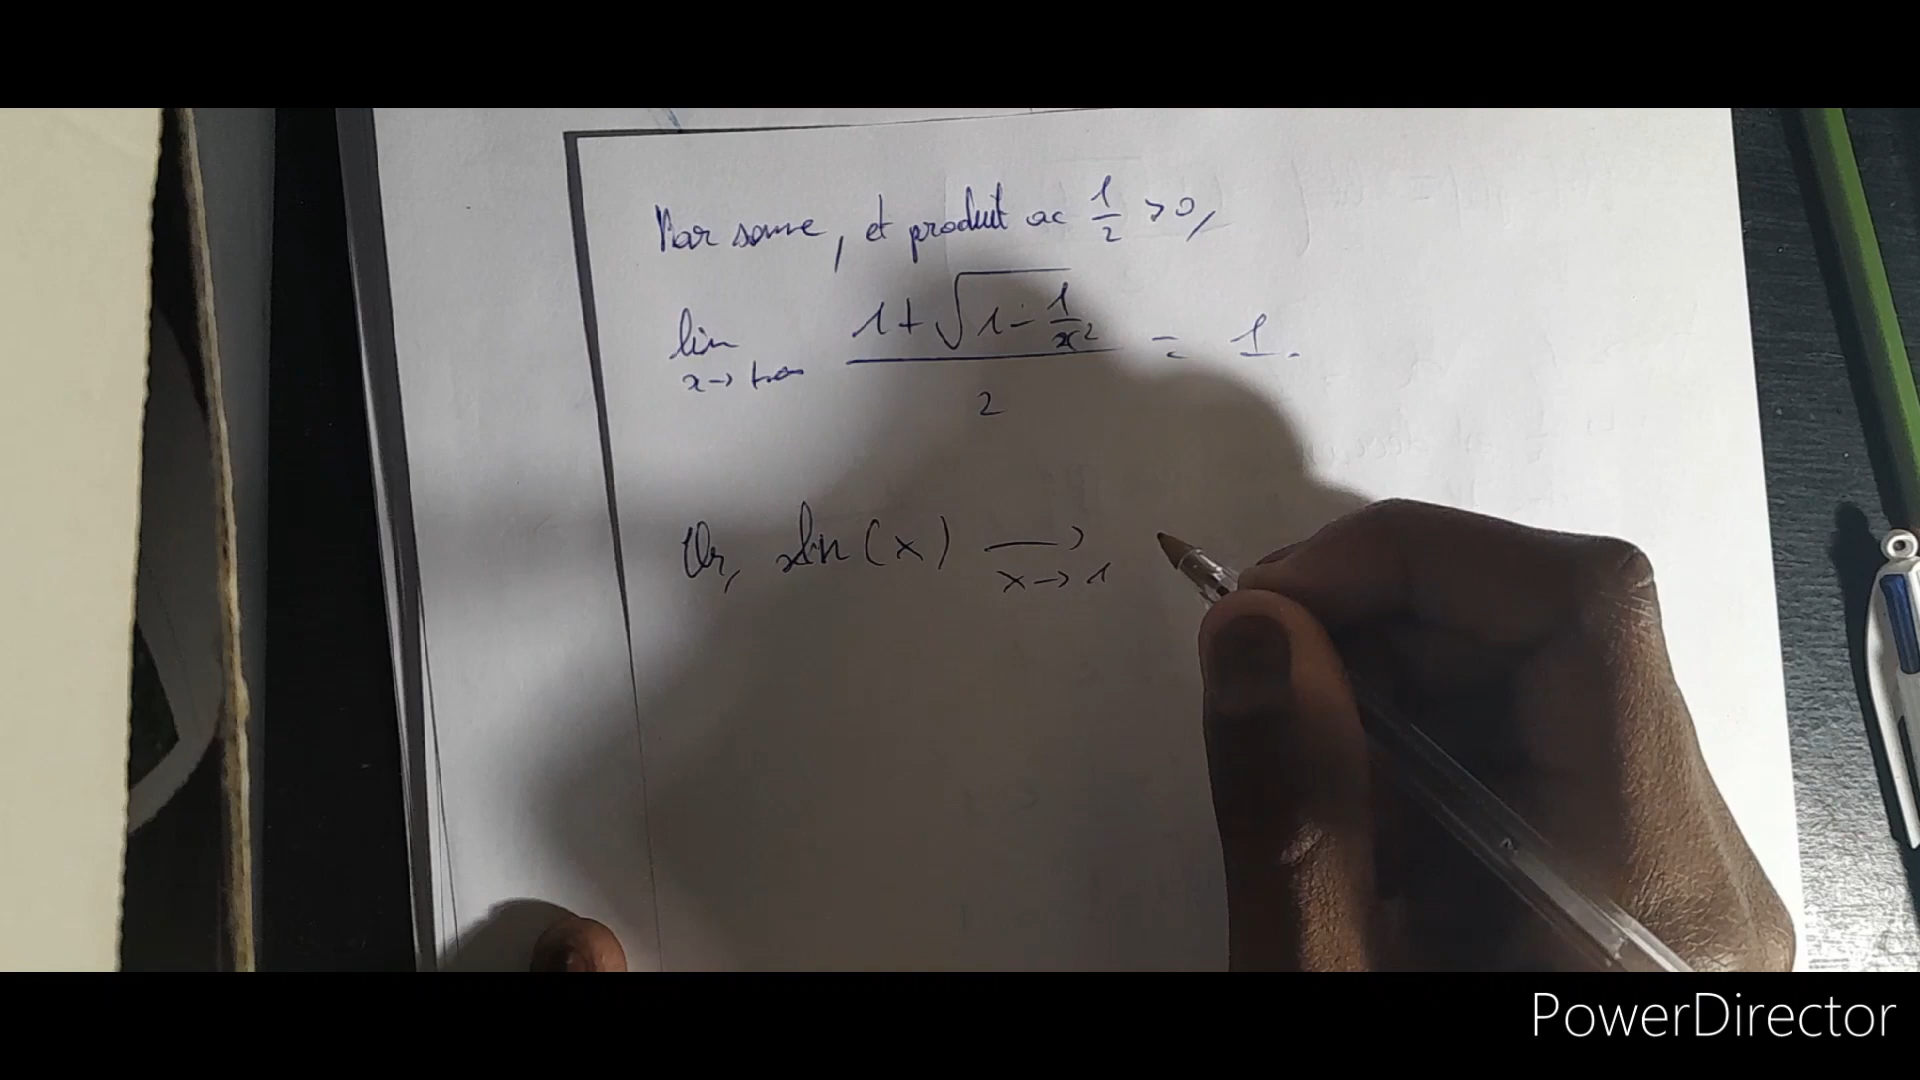 Par somme, et produit ac 1/2 > 0,
lim x→+∞ (1+√(1-1/x²))/2 = 1.
Or, ln(X) ⟶ X→1
PowerDirector